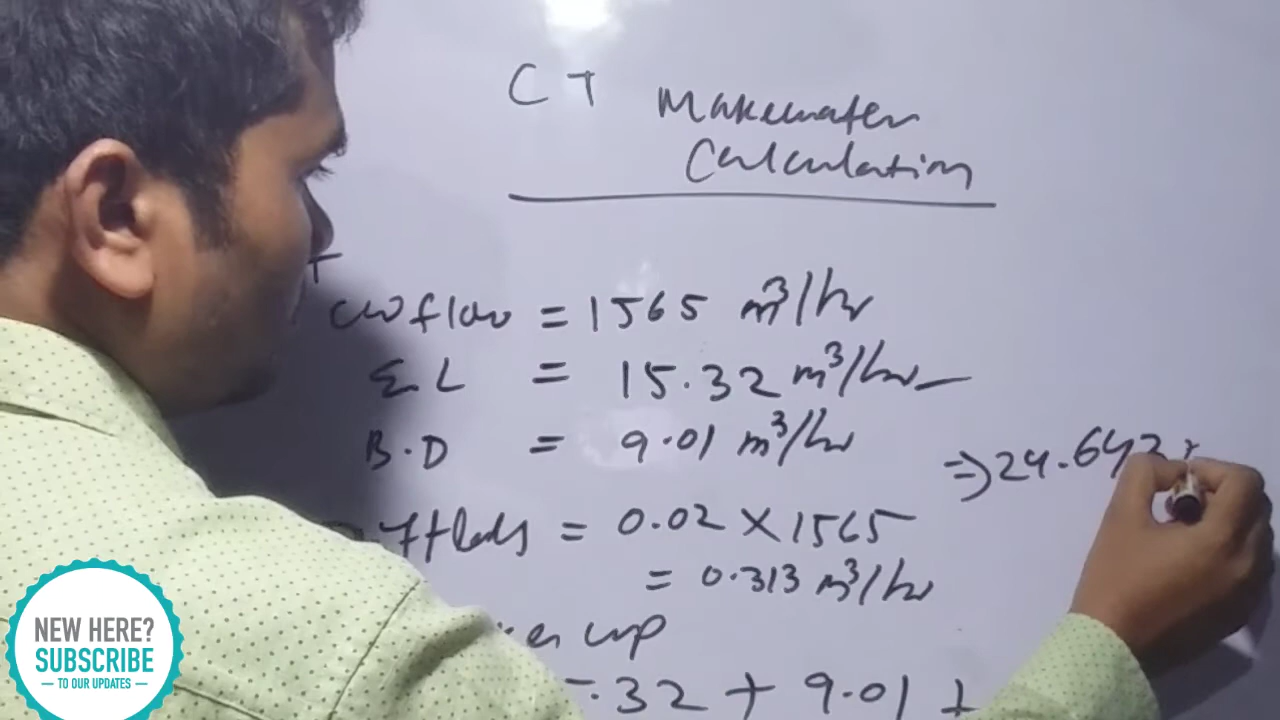 CT Makewater
Calculation
cw flow = 1565 m³/hr
E.L = 15.32 m³/hr
B.D = 9.01 m³/hr
⇒ 24.643
= 0.02 × 1565
= 0.313 m³/hr
up
.32 + 9.01 +
NEW HERE?
SUBSCRIBE
— TO OUR UPDATES —